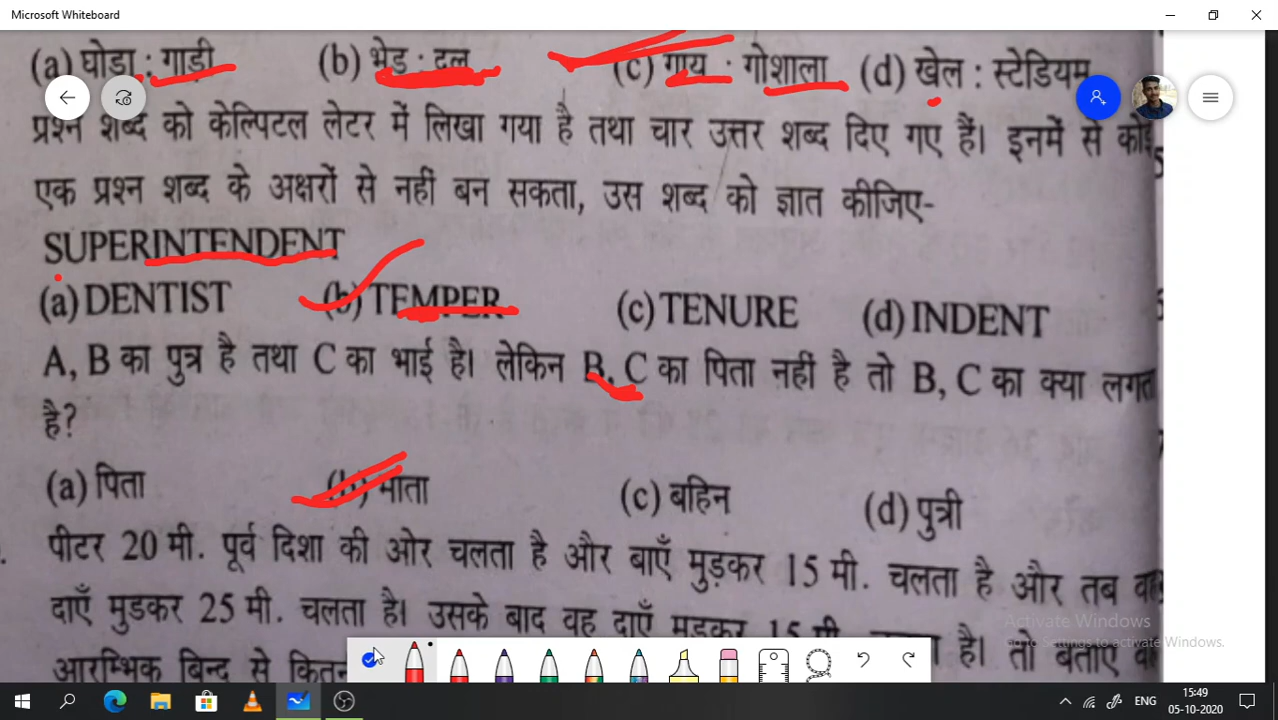 Microsoft Whiteboard
(a) घोडा : गाड़ी (b) भेड : दल (c) गाय : गोशाला (d) खेल : स्टेडियम
प्रश्न शब्द को केल्पिटल लेटर में लिखा गया है तथा चार उत्तर शब्द दिए गए हैं। इनमें से कोई
एक प्रश्न शब्द के अक्षरों से नहीं बन सकता, उस शब्द को ज्ञात कीजिए-
SUPERINTENDENT
(a) DENTIST (b) TEMPER (c) TENURE (d) INDENT
A, B का पुत्र है तथा C का भाई है। लेकिन B, C का पिता नहीं है तो B, C का क्या लगता
है?
(a) पिता (b) माता (c) बहिन (d) पुत्री
पीटर 20 मी. पूर्व दिशा की ओर चलता है और बाएँ मुड़कर 15 मी. चलता है और तब वह
दाएँ मुडकर 25 मी. चलता है। उसके बाद वह दाएँ मुडकर 15 मी. है। तो बताए वह
आरम्भिक बिन्दु से
Activate Windows
Go to Settings to activate Windows.
ENG
15:49
05-10-2020